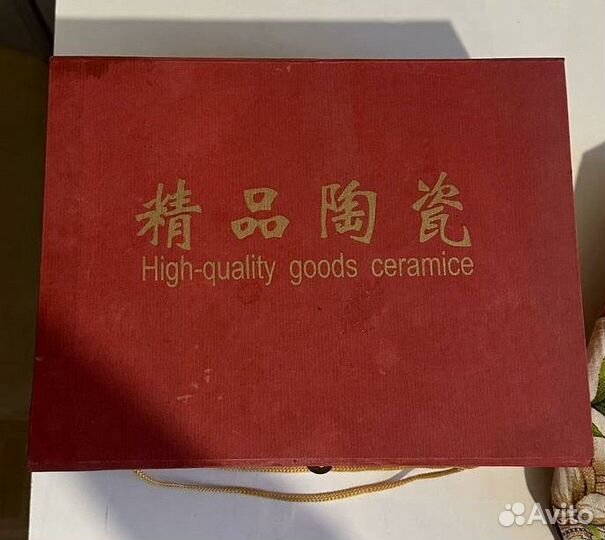 精品陶瓷
High-quality goods ceramice
Avito